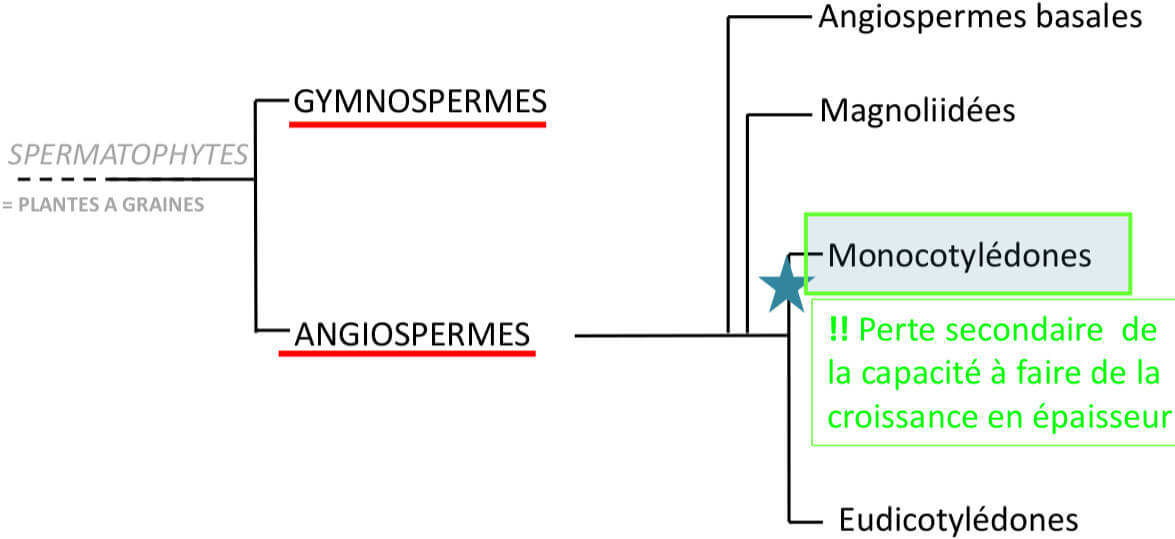 Angiospermes basales
GYMNOSPERMES
Magnoliidées
SPERMATOPHYTES
= PLANTES A GRAINES
Monocotylédones
ANGIOSPERMES
!! Perte secondaire de
la capacité à faire de la
croissance en épaisseur
Eudicotylédones